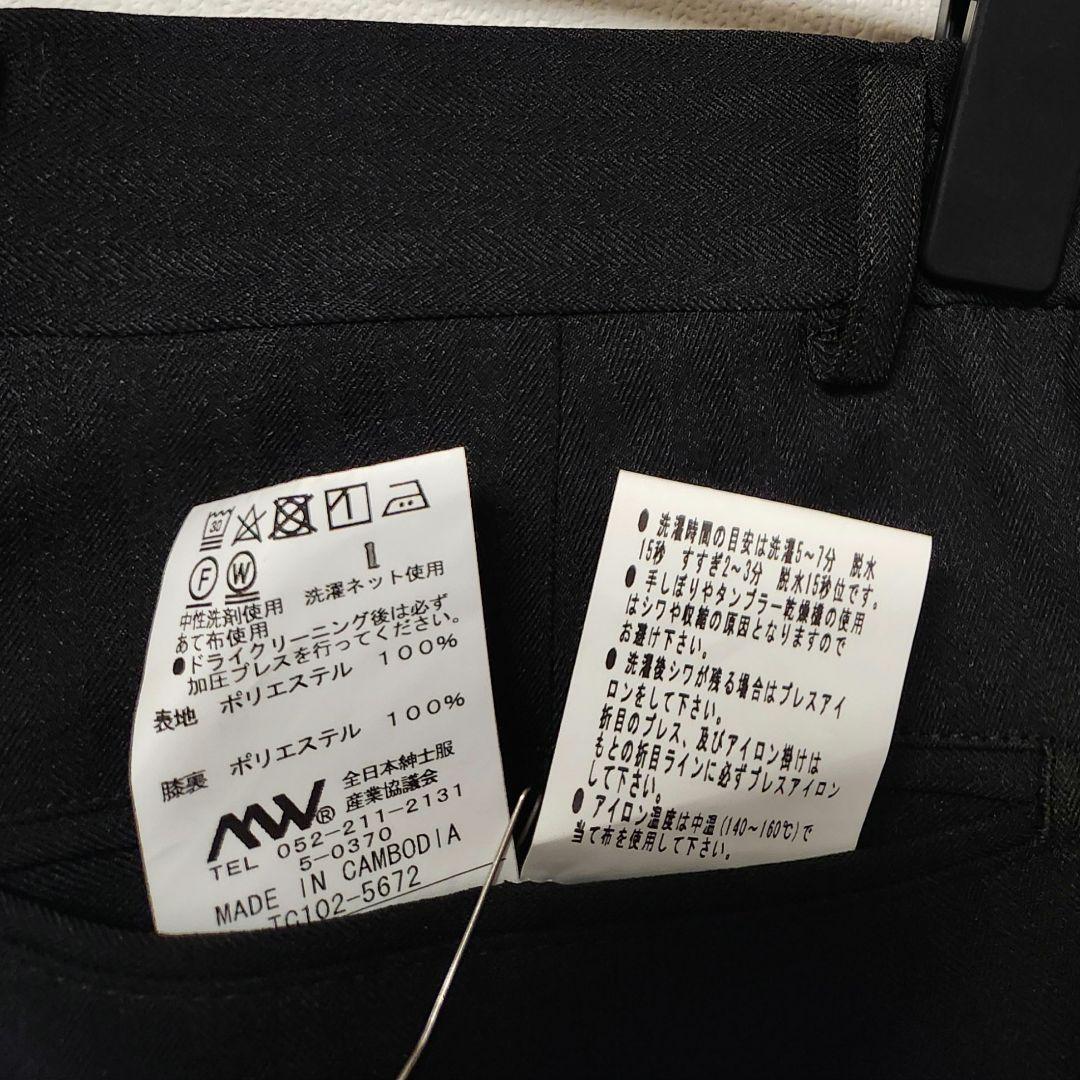 30
F W
中性洗剤使用 洗濯ネット使用
あて布使用
●ドライクリーニング後は必ず
加圧プレスを行ってください。
表地 ポリエステル 100%
膝裏 ポリエステル 100%
MW® 全日本紳士服
産業協議会
TEL 052-211-2131
5-0370
MADE IN CAMBODIA
TC102-5672
● 洗濯時間の目安は洗濯5~7分 脱水
15秒 すすぎ2~3分 脱水15秒位です。
● 手しぼりやタンブラー乾燥機の使用
はシワや収縮の原因となりますので
お避け下さい。
● 洗濯後シワが残る場合はプレスアイ
ロンをして下さい。
折目のプレス、及びアイロン掛けは
もとの折目ラインに必ずプレスアイロン
して下さい。
● アイロン温度は中温(140~160℃)で
当て布を使用して下さい。